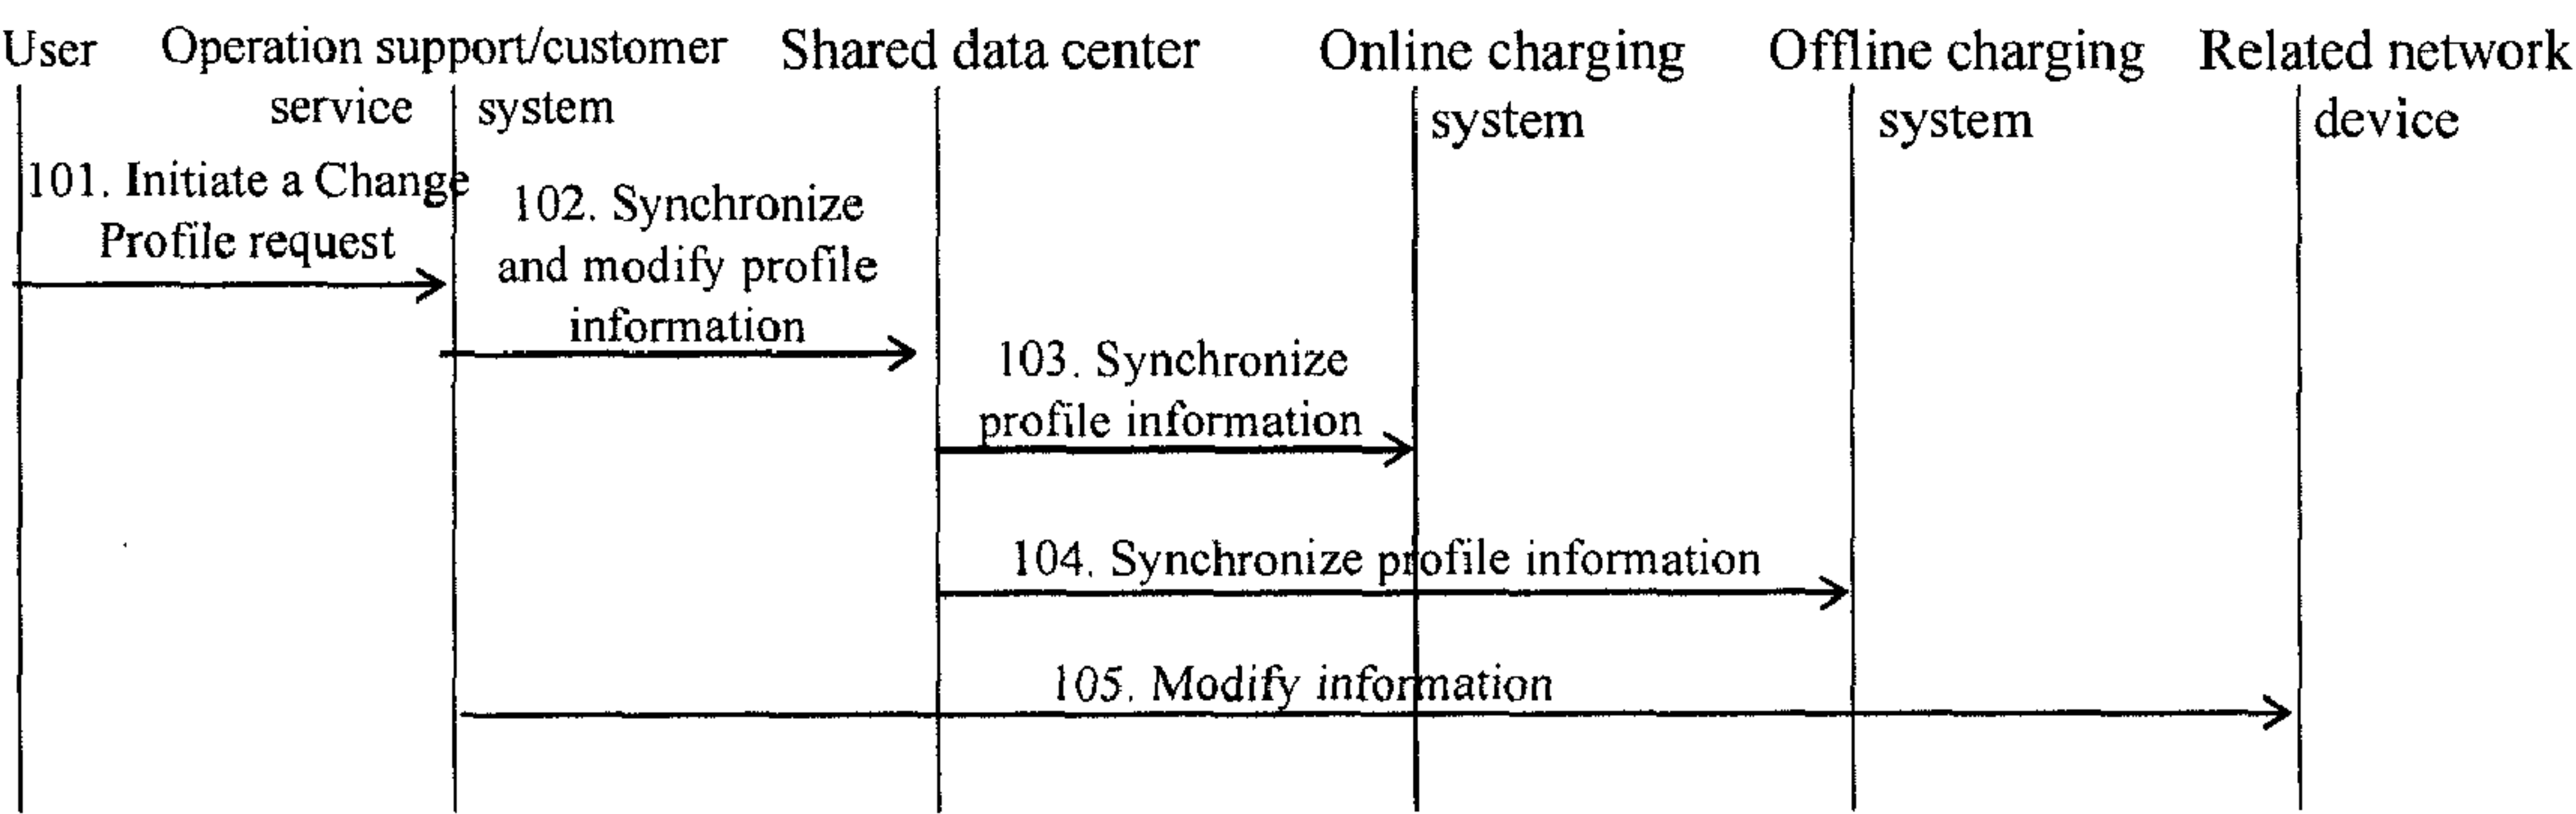 User
Operation support/customer
service system
Shared data center
Online charging
system
Offline charging
system
Related network
device
101. Initiate a Change
Profile request
102. Synchronize
and modify profile
information
103. Synchronize
profile information
104. Synchronize profile information
105. Modify information